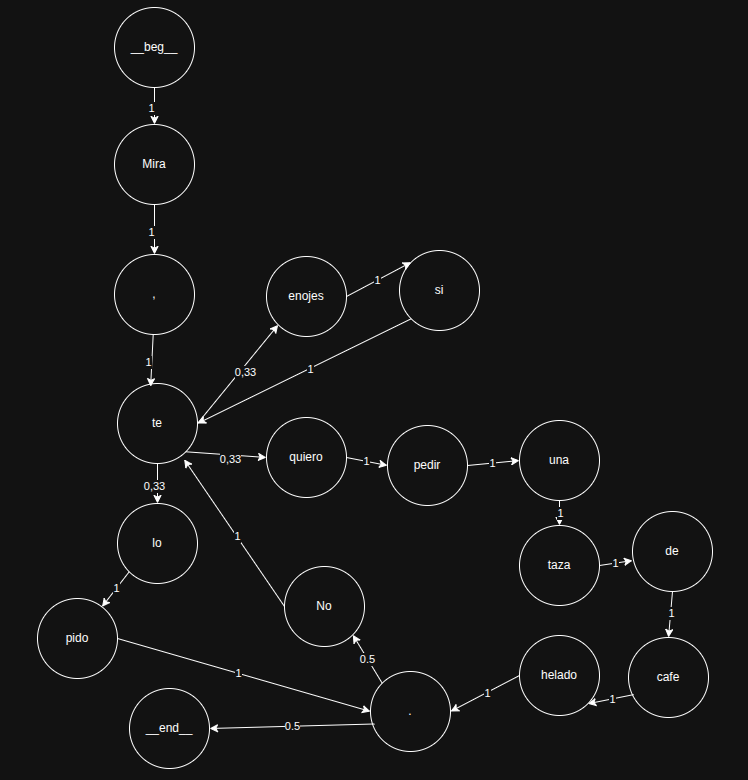 __beg__
1
Mira
1
,
1
te
0,33
enojes
1
si
1
0,33
quiero
1
pedir
1
una
1
taza
1
de
1
cafe
1
helado
1
.
0,33
lo
1
pido
1
0.5
No
1
0.5
__end__